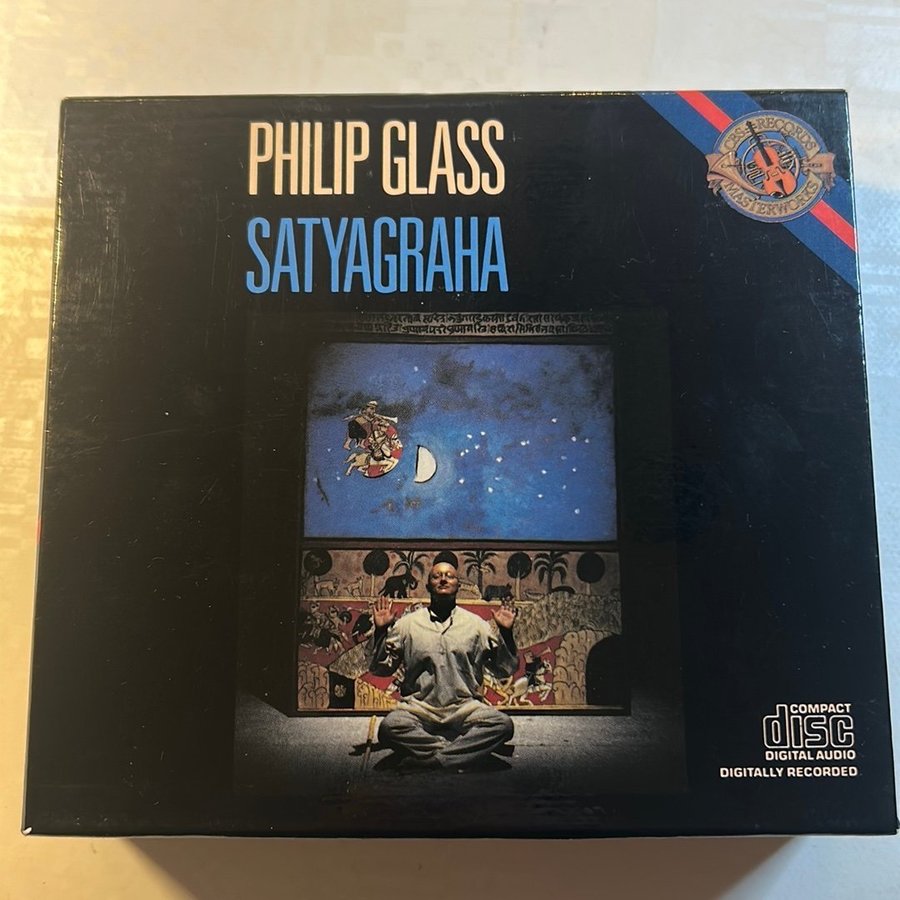 PHILIP GLASS
SATYAGRAHA
CBS RECORDS
MASTERWORKS
COMPACT
disc
DIGITAL AUDIO
DIGITALLY RECORDED